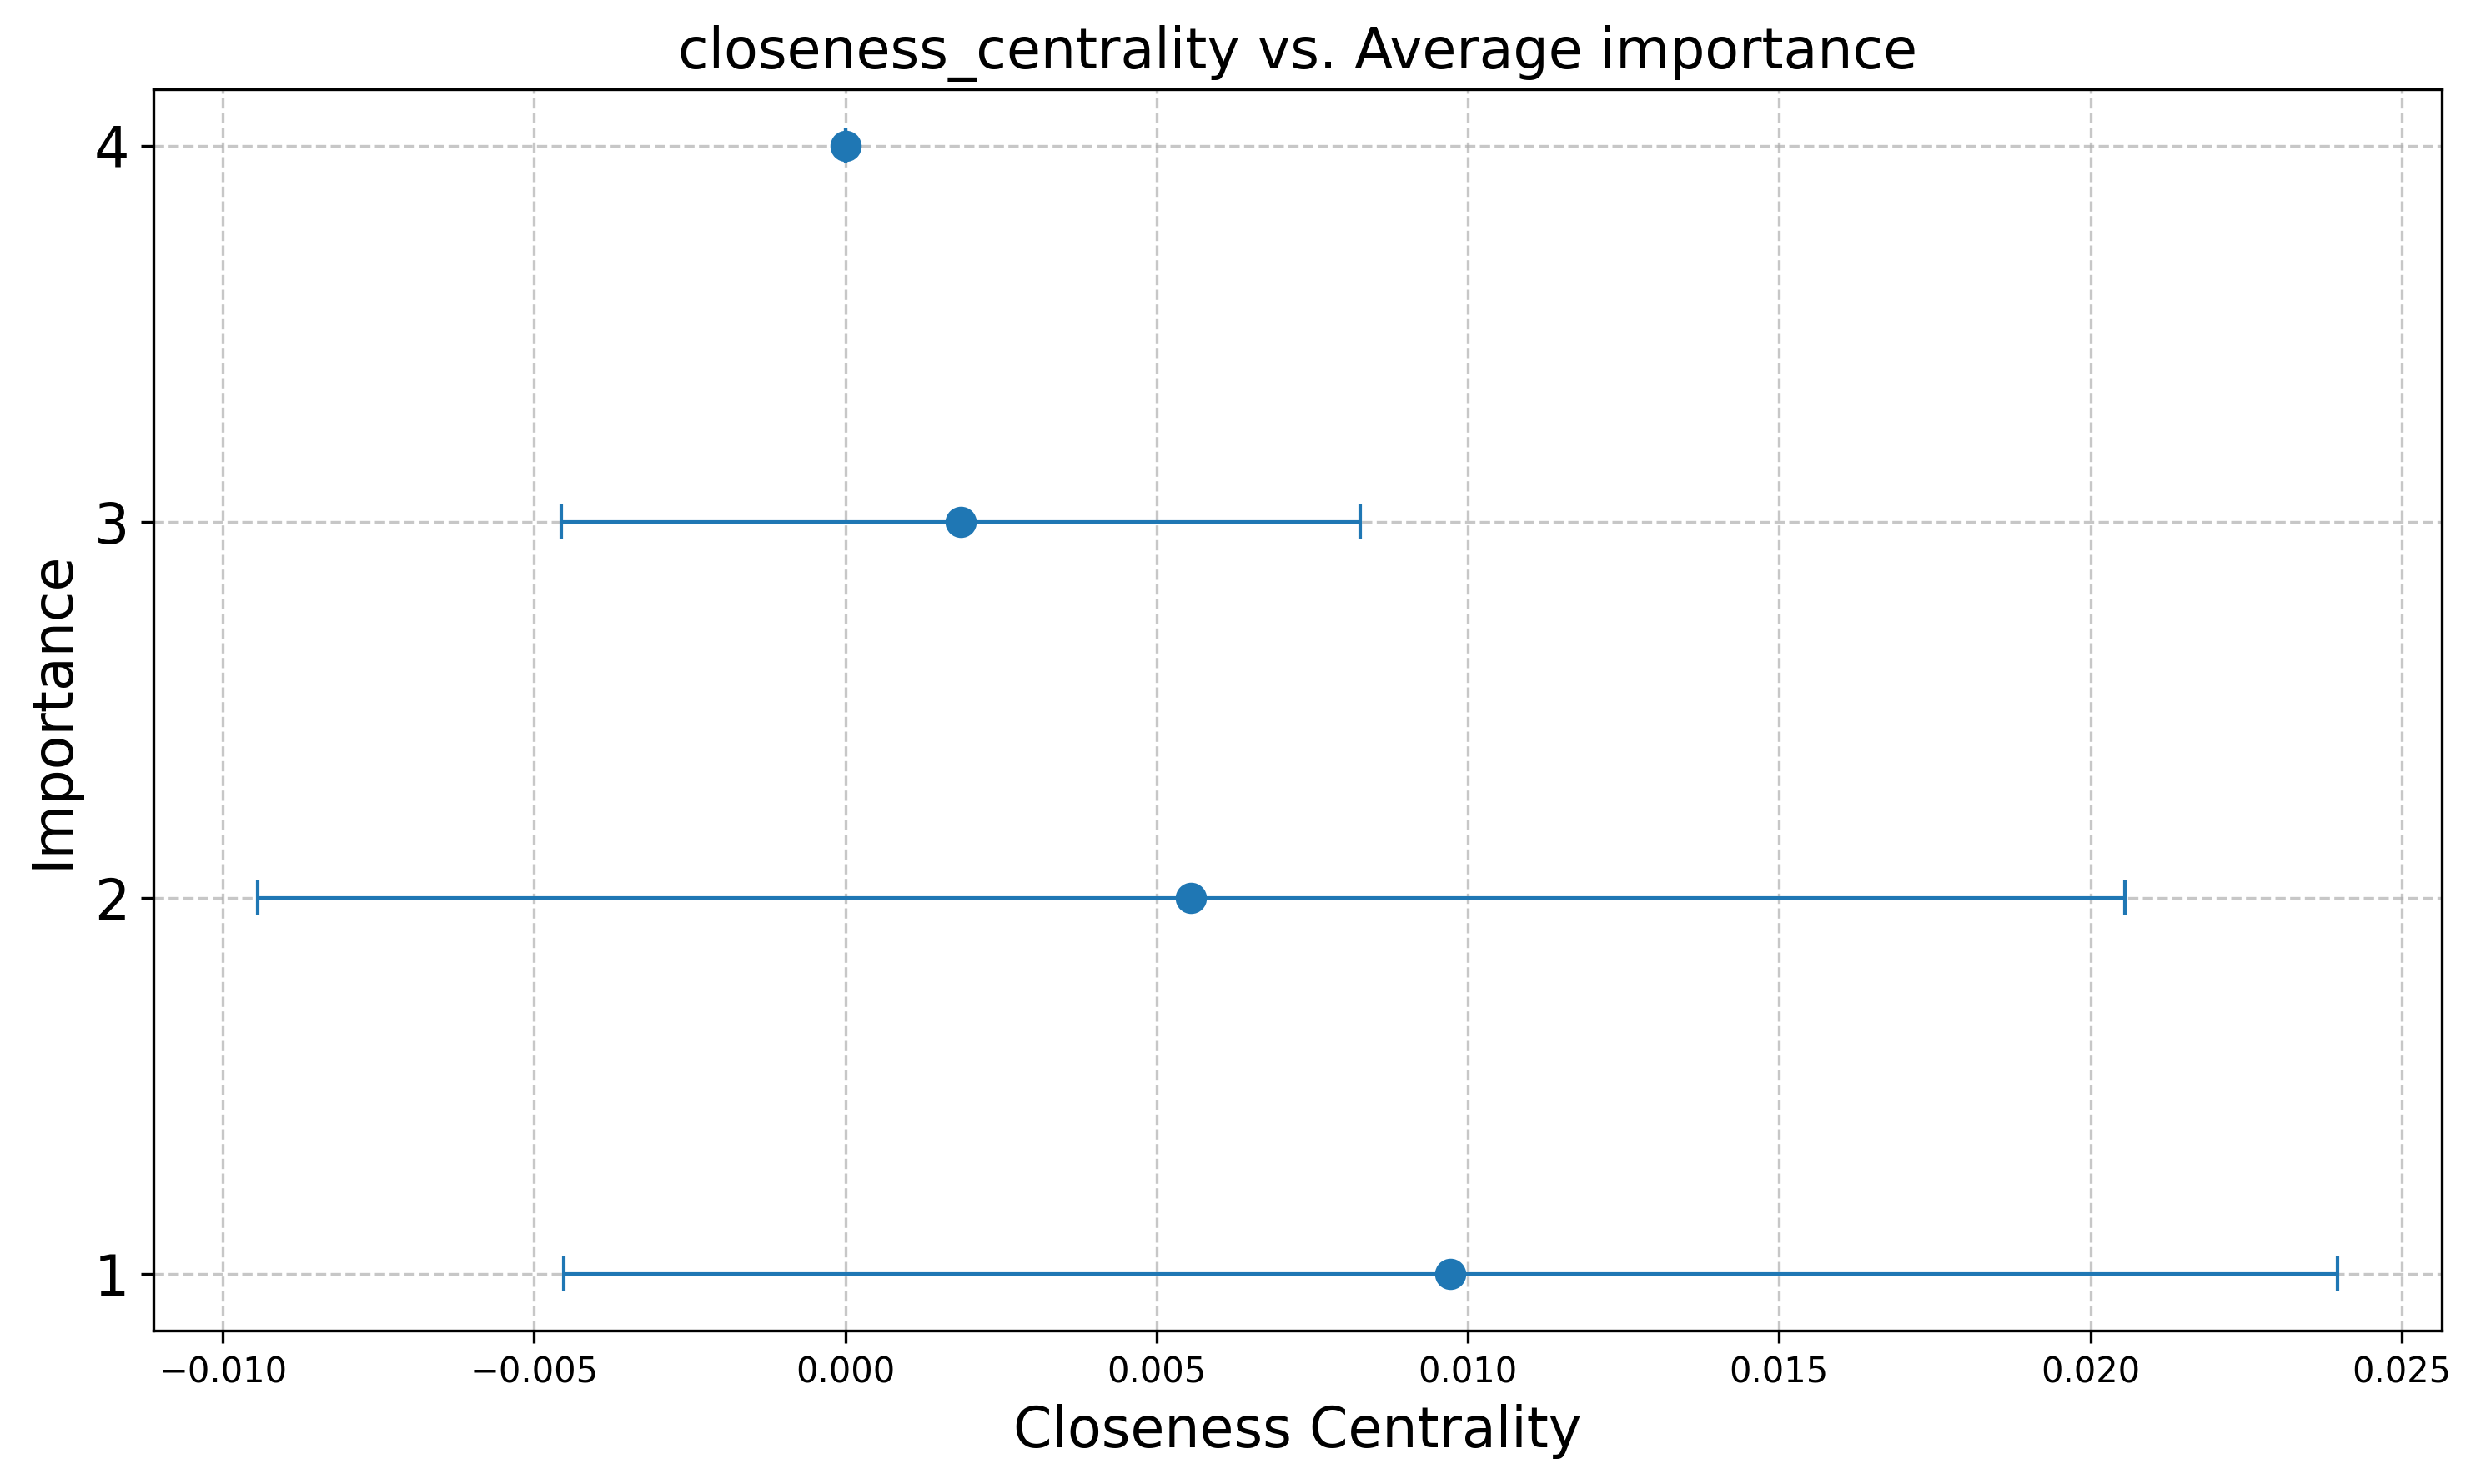 closeness_centrality vs. Average importance
Importance
4
3
2
1
−0.010 −0.005 0.000 0.005 0.010 0.015 0.020 0.025
Closeness Centrality